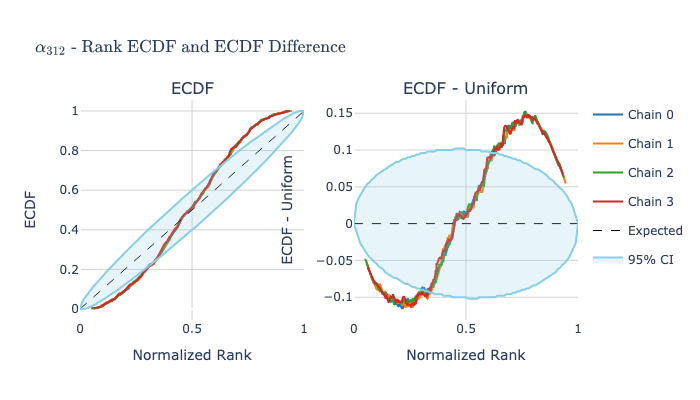 α₃₁₂ - Rank ECDF and ECDF Difference
ECDF
ECDF - Uniform
ECDF
1
0.8
0.6
0.4
0.2
0
0
0.5
1
Normalized Rank
ECDF - Uniform
0.15
0.1
0.05
0
−0.05
−0.1
0
0.5
1
Normalized Rank
Chain 0
Chain 1
Chain 2
Chain 3
Expected
95% CI